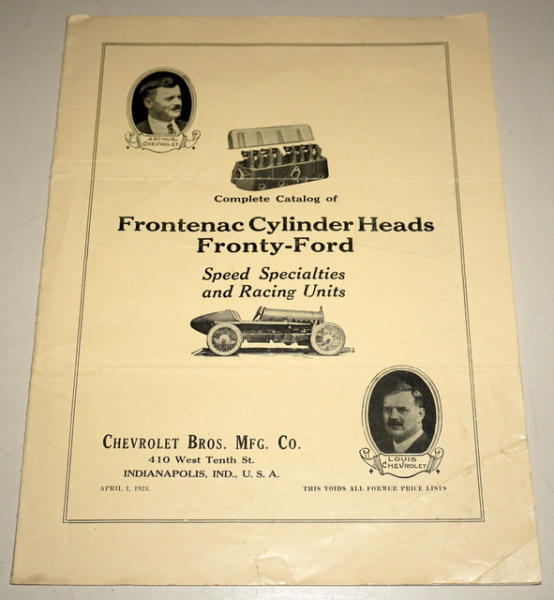 ARTHUR CHEVROLET
Complete Catalog of
Frontenac Cylinder Heads
Fronty-Ford
Speed Specialties
and Racing Units
CHEVROLET BROS. MFG. CO.
410 West Tenth St.
INDIANAPOLIS, IND., U. S. A.
LOUIS CHEVROLET
APRIL 1, 1924.
THIS VOIDS ALL FORMER PRICE LISTS